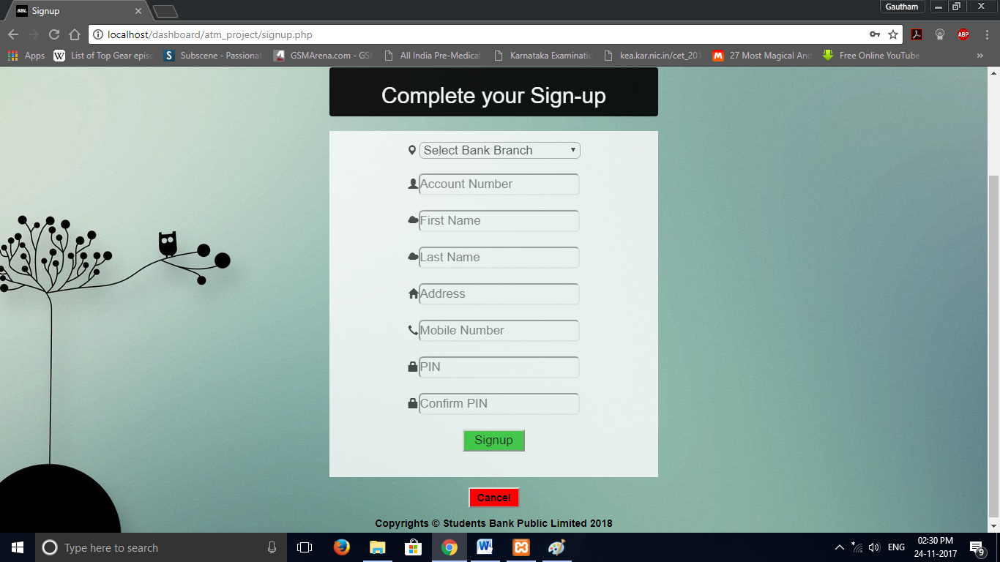 SBL Signup
Gautham
localhost/dashboard/atm_project/signup.php
ABP
Apps
W List of Top Gear epis
S Subscene - Passiona
GSMArena.com - GS
All India Pre-Medical
Karnataka Examinatio
kea.kar.nic.in/cet_201
27 Most Magical And
Free Online YouTube
»
Complete your Sign-up
Select Bank Branch
Account Number
First Name
Last Name
Address
Mobile Number
PIN
Confirm PIN
Signup
Cancel
Copyrights © Students Bank Public Limited 2018
Type here to search
ENG
02:30 PM
24-11-2017
9